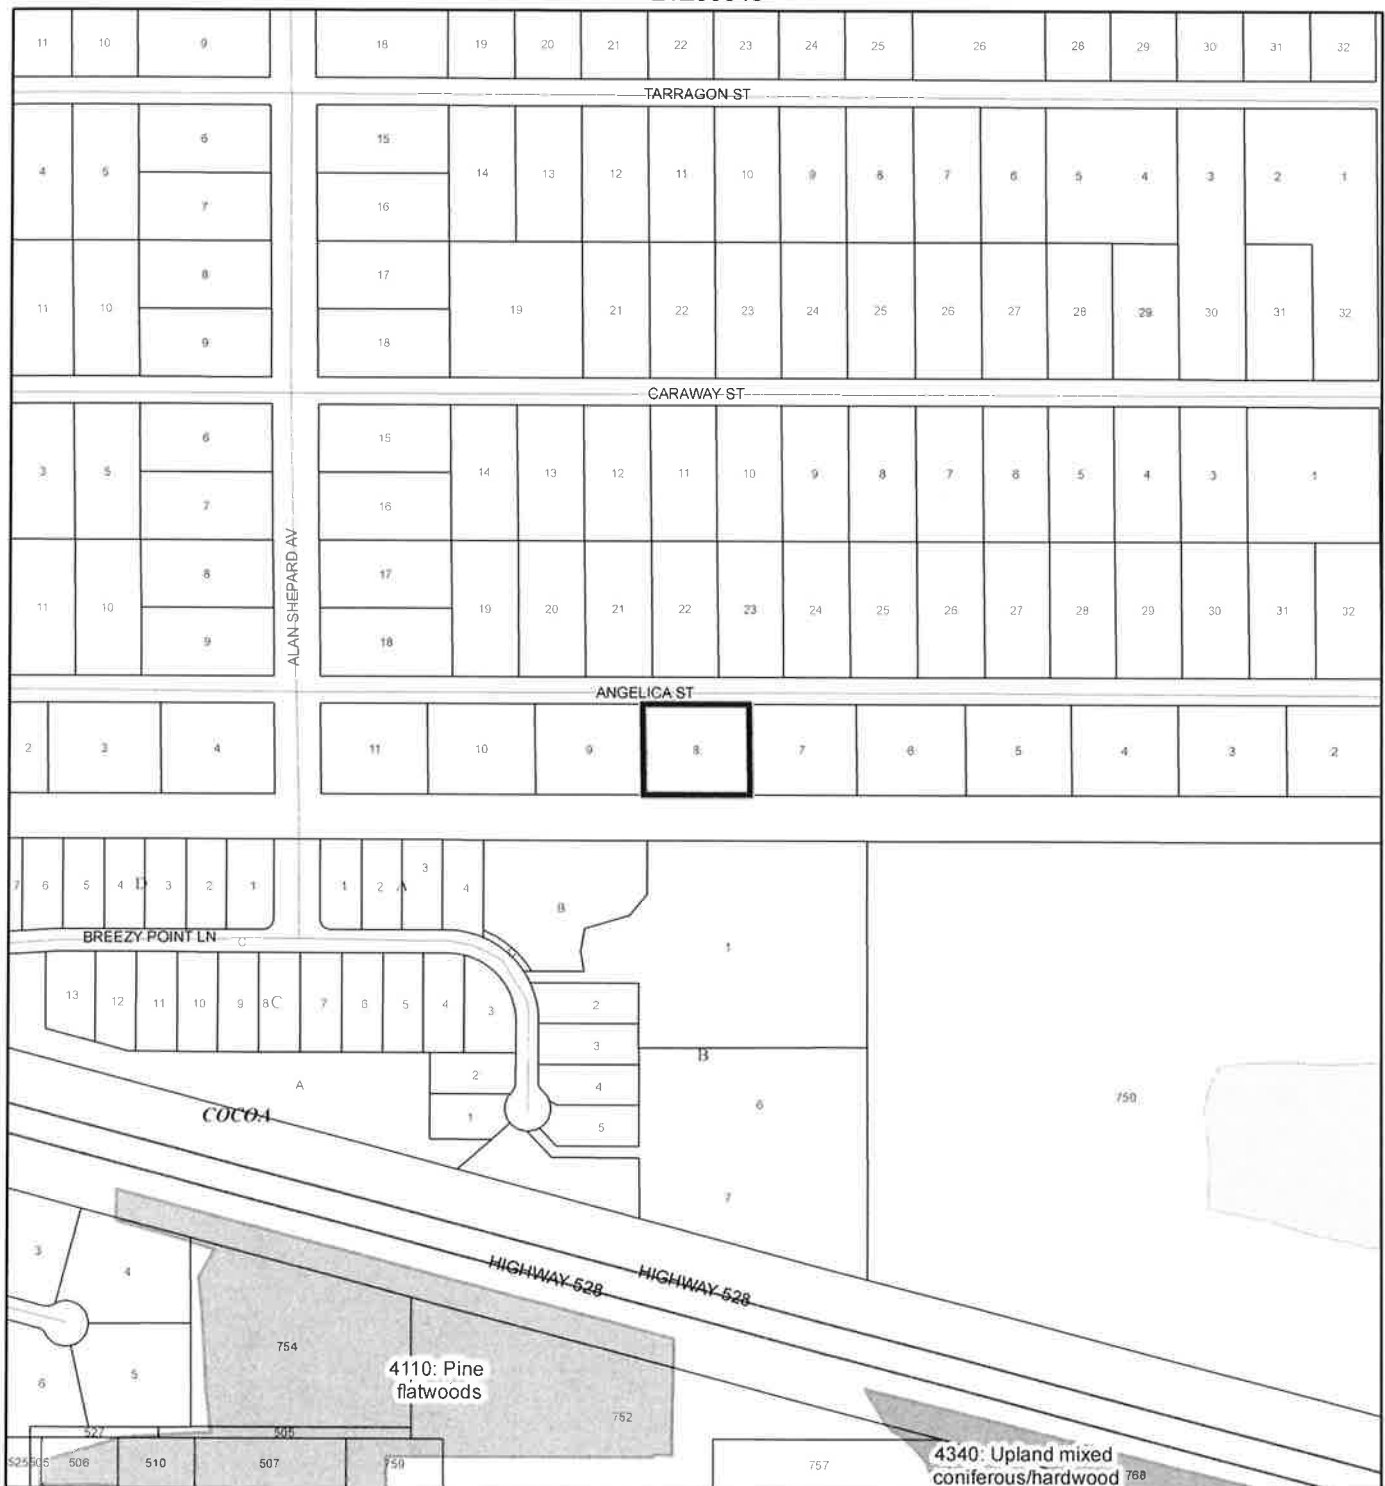 11 10 9 18 19 20 21 22 23 24 25 26 28 29 30 31 32
TARRAGON ST
6 15
4 5 14 13 12 11 10 9 8 7 6 5 4 3 2 1
7 16
8 17
11 10 19 21 22 23 24 25 26 27 28 29 30 31 32
9 18
CARAWAY ST
6 15
3 5 14 13 12 11 10 9 8 7 6 5 4 3 1
7 16
ALAN SHEPARD AV
8 17
11 10 19 20 21 22 23 24 25 26 27 28 29 30 31 32
9 18
ANGELICA ST
2 3 4 11 10 9 8 7 6 5 4 3 2
7 6 5 4 D 3 2 1 1 2 A 3 4 B
BREEZY POINT LN C
1
13 12 11 10 9 8 C 7 6 5 4 3 2
3
B
A 2 4 6 750
COCOA
1 5
7
HIGHWAY 528 HIGHWAY 528
3 4
754
4110: Pine
flatwoods
6 5
752
527 505
525 505 506 510 507 759 757
4340: Upland mixed
coniferous/hardwood 768